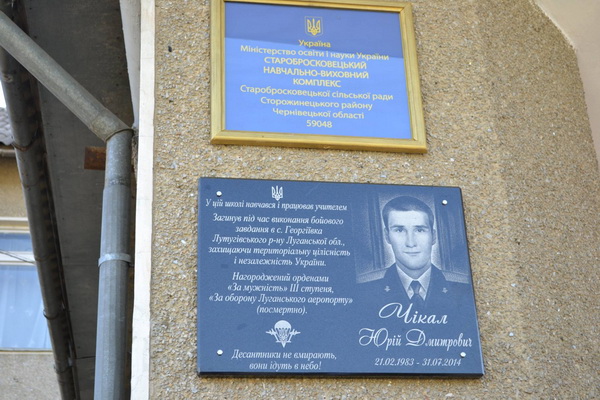 Україна
Міністерство освіти і науки України
СТАРОБРОСКОВЕЦЬКИЙ
НАВЧАЛЬНО-ВИХОВНИЙ
КОМПЛЕКС
Старобросковецької сільської ради
Сторожинецького району
Чернівецької області
59048
У цій школі навчався і працював учителем
Загинув під час виконання бойового
завдання в с. Георгіївка
Лутугівського р-ну Луганської обл.,
захищаючи територіальну цілісність
і незалежність України.
Нагороджений орденами
«За мужність» III ступеня,
«За оборону Луганського аеропорту»
(посмертно).
Десантники не вмирають,
вони ідуть в небо!
Чікал
Юрій Дмитрович
21.02.1983 - 31.07.2014